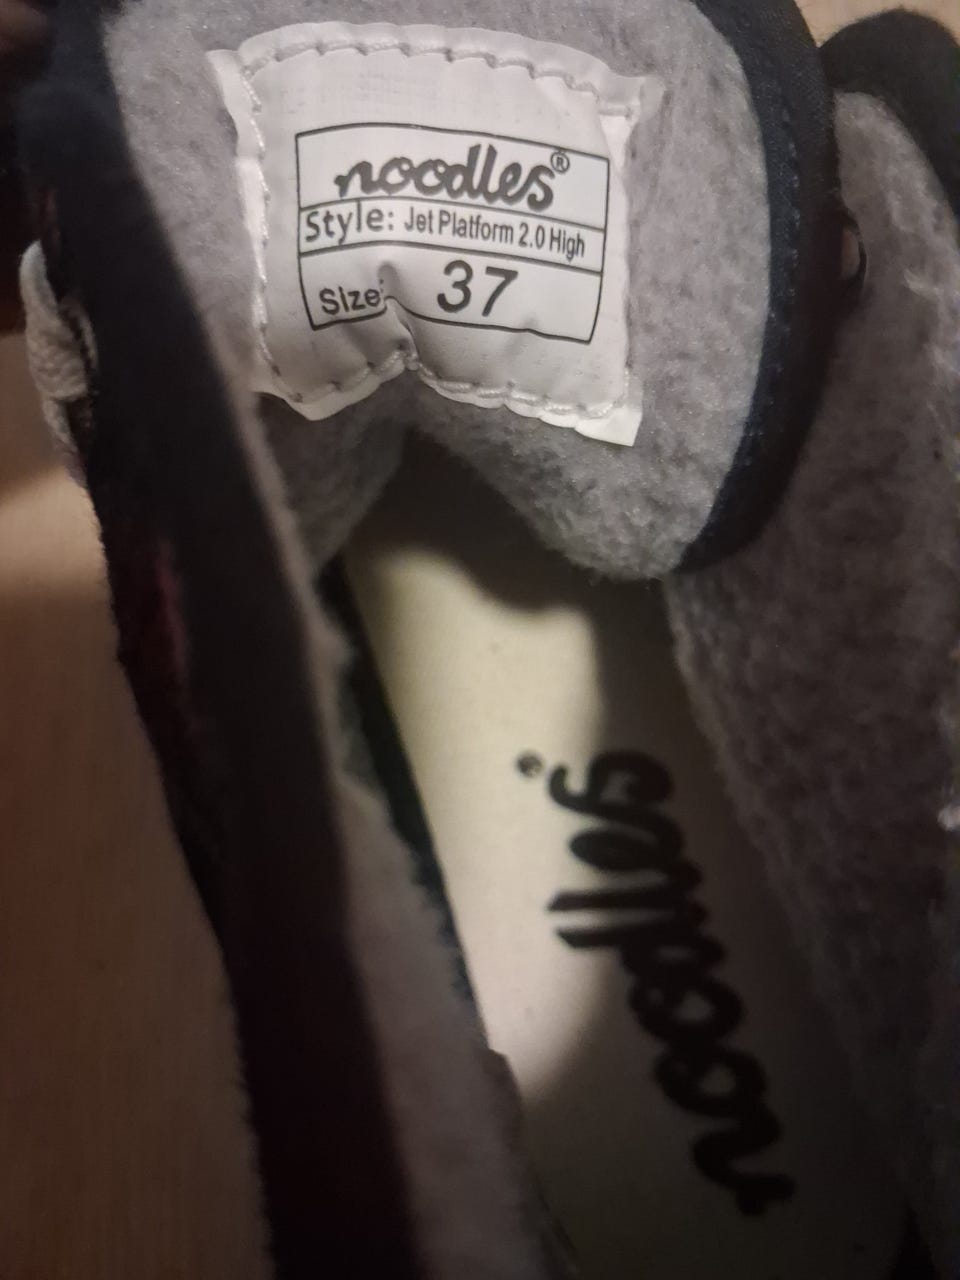 noodles®
Style: Jet Platform 2.0 High
Size: 37
noodles®